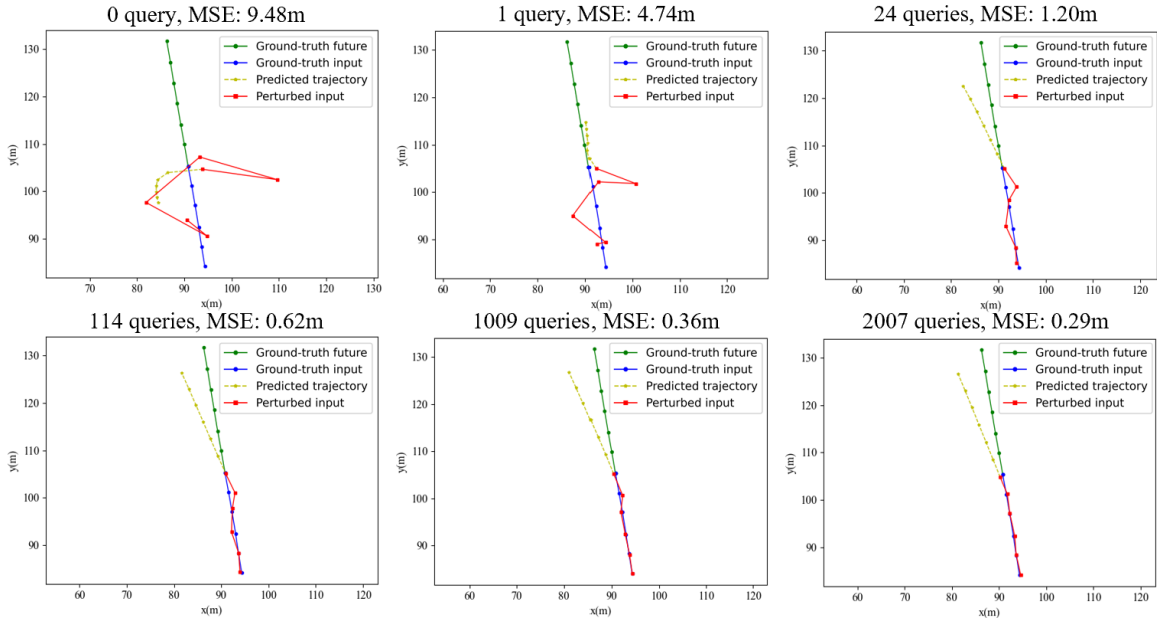 0 query, MSE: 9.48m
130
120
110
100
90
y(m)
70
80
90
100
110
120
130
x(m)
Ground-truth future
Ground-truth input
Predicted trajectory
Perturbed input
1 query, MSE: 4.74m
130
120
110
100
90
y(m)
60
70
80
90
100
110
120
x(m)
Ground-truth future
Ground-truth input
Predicted trajectory
Perturbed input
24 queries, MSE: 1.20m
130
120
110
100
90
y(m)
60
70
80
90
100
110
120
x(m)
Ground-truth future
Ground-truth input
Predicted trajectory
Perturbed input
114 queries, MSE: 0.62m
130
120
110
100
90
y(m)
60
70
80
90
100
110
120
x(m)
Ground-truth future
Ground-truth input
Predicted trajectory
Perturbed input
1009 queries, MSE: 0.36m
130
120
110
100
90
y(m)
60
70
80
90
100
110
120
x(m)
Ground-truth future
Ground-truth input
Predicted trajectory
Perturbed input
2007 queries, MSE: 0.29m
130
120
110
100
90
y(m)
60
70
80
90
100
110
120
x(m)
Ground-truth future
Ground-truth input
Predicted trajectory
Perturbed input